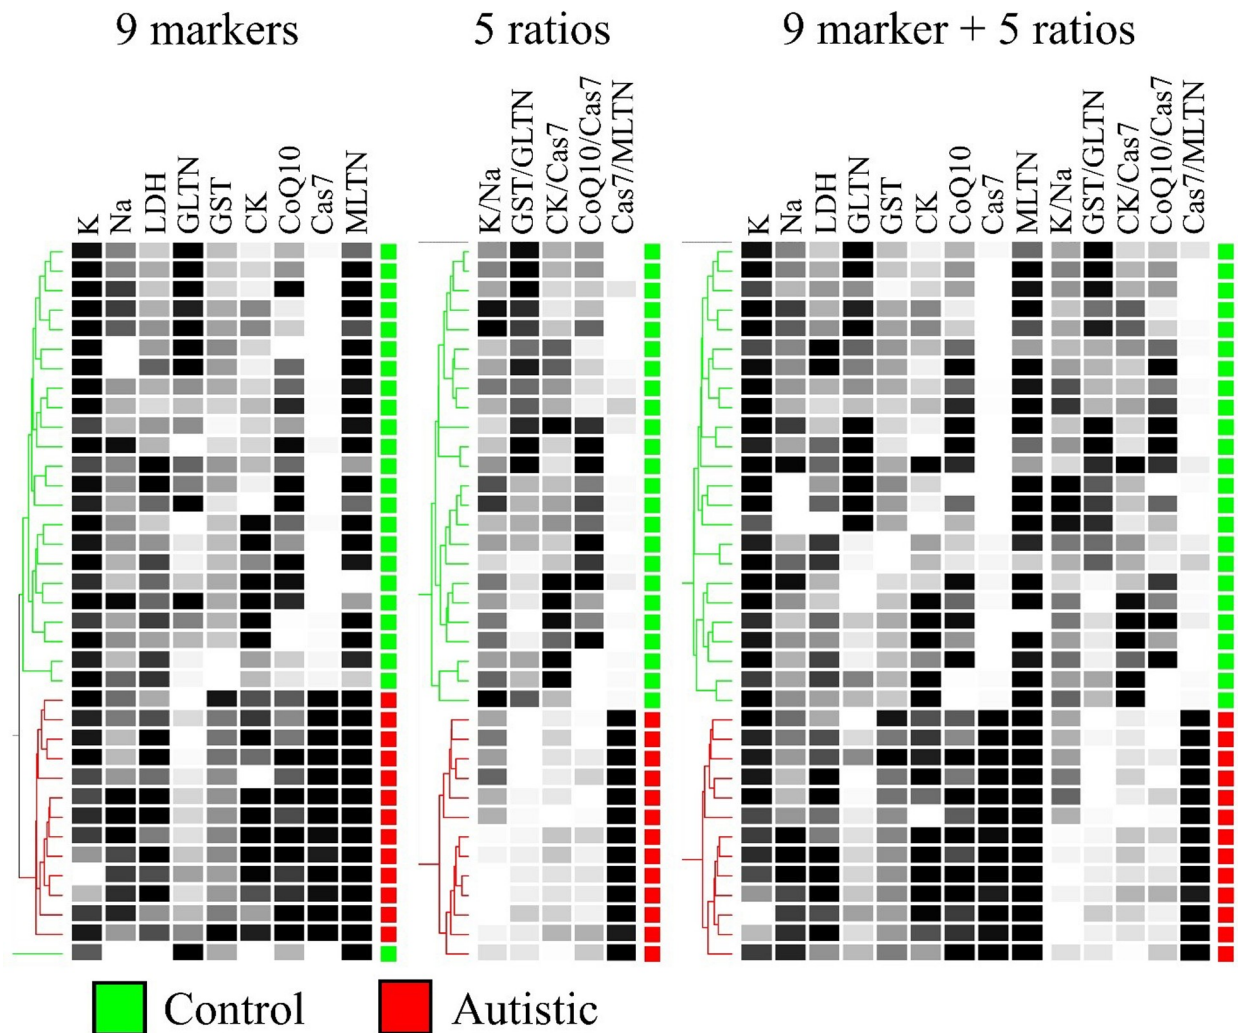 9 markers
5 ratios
9 marker + 5 ratios
K
Na
LDH
GLTN
GST
CK
CoQ10
Cas7
MLTN
K/Na
GST/GLTN
CK/Cas7
CoQ10/Cas7
Cas7/MLTN
K
Na
LDH
GLTN
GST
CK
CoQ10
Cas7
MLTN
K/Na
GST/GLTN
CK/Cas7
CoQ10/Cas7
Cas7/MLTN
Control
Autistic